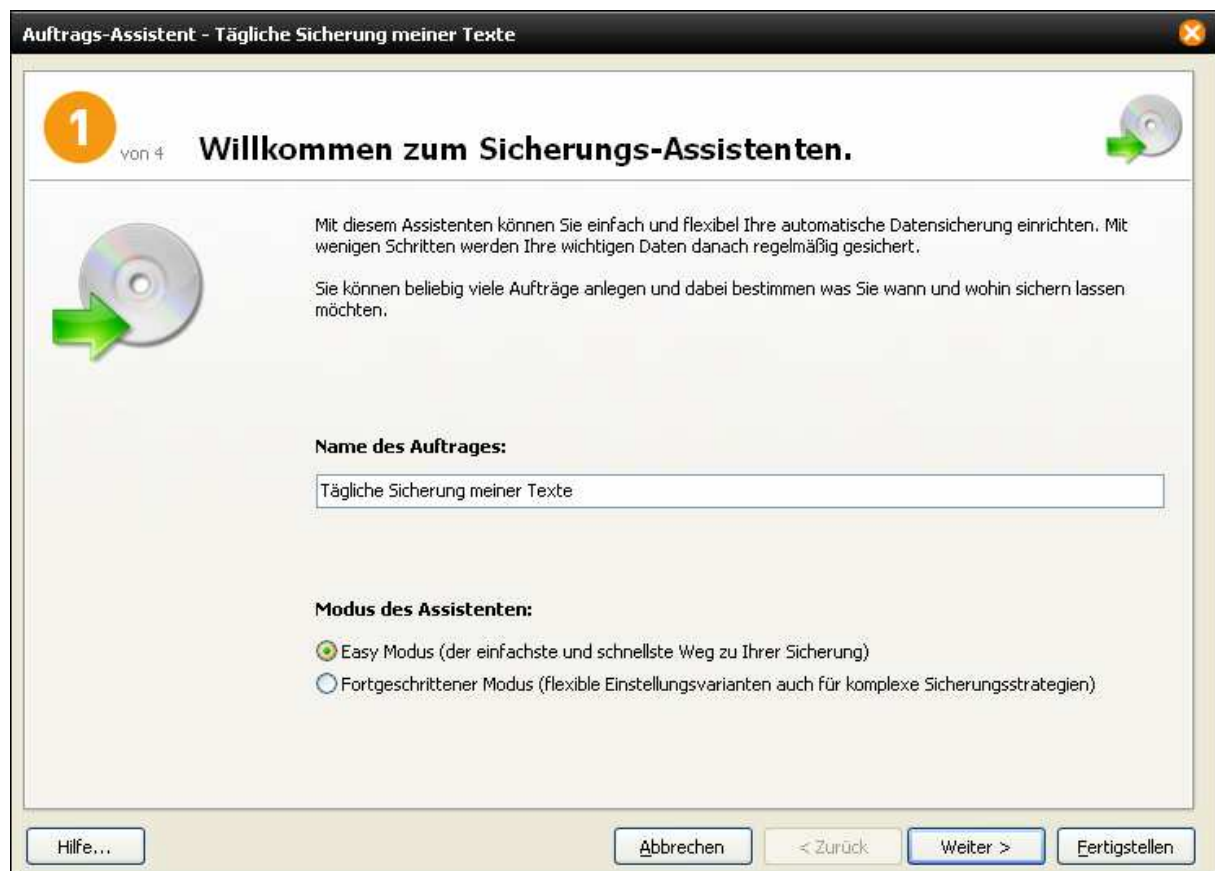 Auftrags-Assistent - Tägliche Sicherung meiner Texte
1
von 4
Willkommen zum Sicherungs-Assistenten.
Mit diesem Assistenten können Sie einfach und flexibel Ihre automatische Datensicherung einrichten. Mit
wenigen Schritten werden Ihre wichtigen Daten danach regelmäßig gesichert.
Sie können beliebig viele Aufträge anlegen und dabei bestimmen was Sie wann und wohin sichern lassen
möchten.
Name des Auftrages:
Tägliche Sicherung meiner Texte
Modus des Assistenten:
Easy Modus (der einfachste und schnellste Weg zu Ihrer Sicherung)
Fortgeschrittener Modus (flexible Einstellungsvarianten auch für komplexe Sicherungsstrategien)
Hilfe...
Abbrechen
< Zurück
Weiter >
Fertigstellen